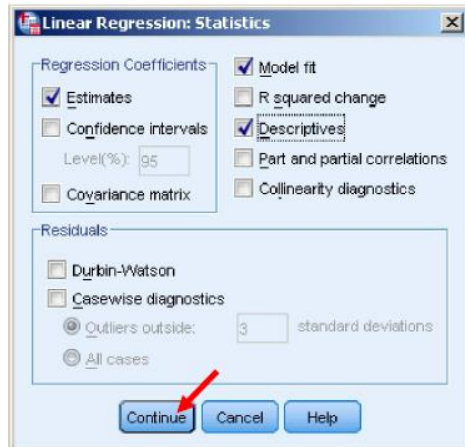 Linear Regression: Statistics
Regression Coefficients
Estimates
Confidence intervals
Level(%): 95
Covariance matrix
Model fit
R squared change
Descriptives
Part and partial correlations
Collinearity diagnostics
Residuals
Durbin-Watson
Casewise diagnostics
Outliers outside: 3 standard deviations
All cases
Continue Cancel Help